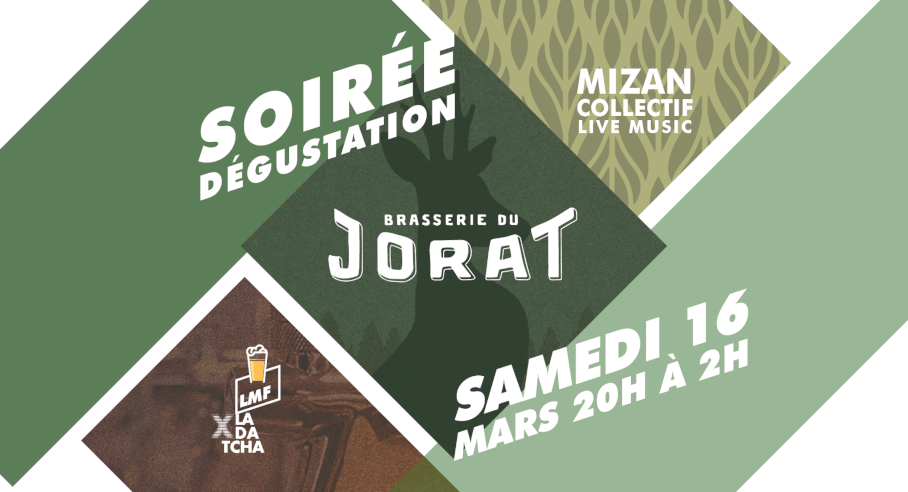 SOIRÉE
DÉGUSTATION
MIZAN
COLLECTIF
LIVE MUSIC
BRASSERIE DU
JORAT
SAMEDI 16
MARS 20H À 2H
LMF
X LA
DA
TCHA